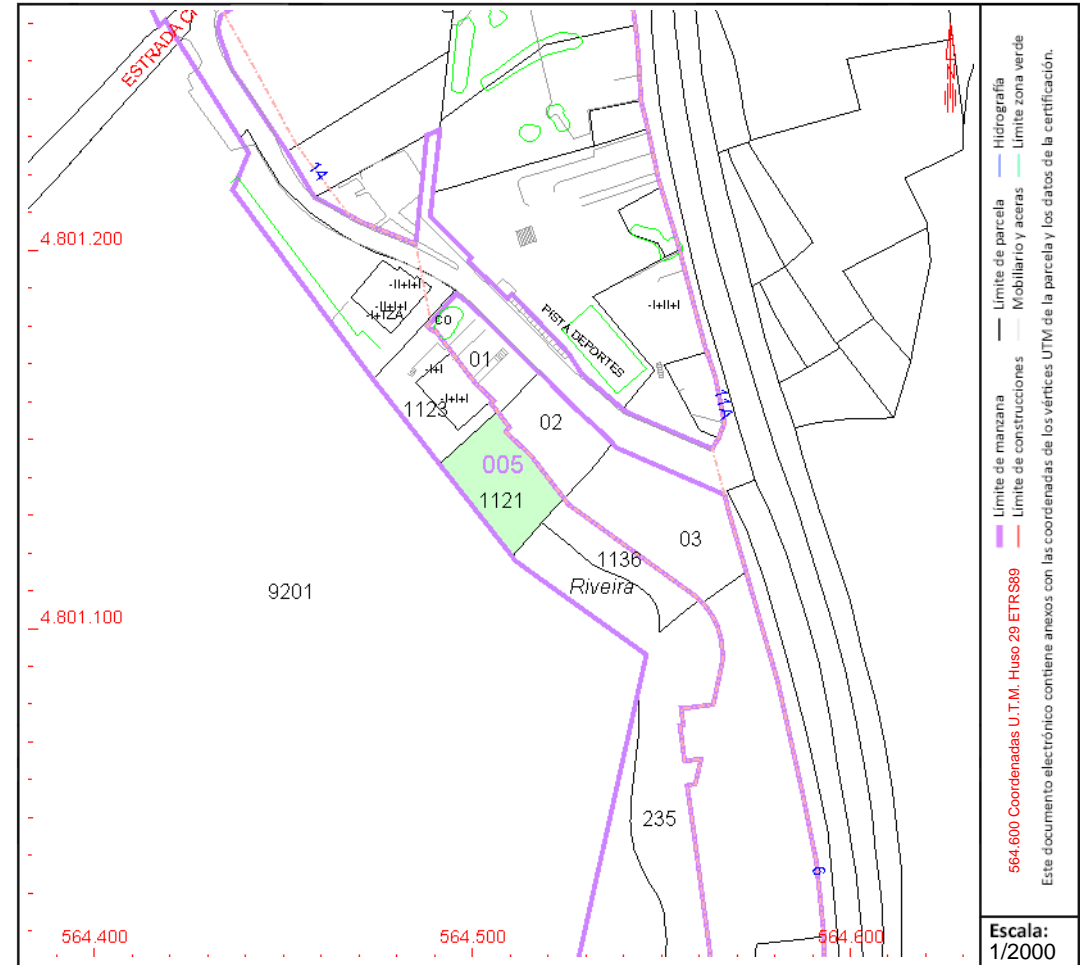 ESTRADA C
14
4.801.200
-II+I+I
-II+I+I
-I+IZA
CO
01
-I+I
-I+I+I
1123
02
PISTA DEPORTES
-I+II+I
11A
005
1121
03
1136
Riveira
9201
4.801.100
235
9
564.400
564.500
564.600
Límite de manzana
Límite de parcela
Hidrografía
Límite de construcciones
Mobiliario y aceras
Límite zona verde
564.600 Coordenadas U.T.M. Huso 29 ETRS89
Este documento electrónico contiene anexos con las coordenadas de los vértices UTM de la parcela y los datos de la certificación.
Escala:
1/2000